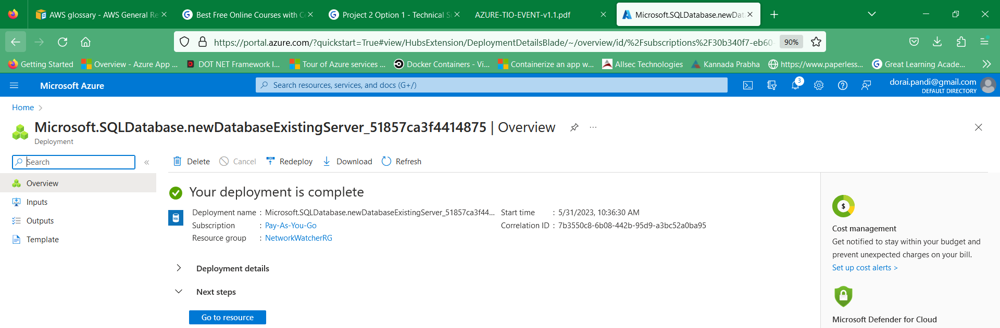 AWS glossary - AWS General Re
Best Free Online Courses with Ce
Project 2 Option 1 - Technical S
AZURE-TIO-EVENT-v1.1.pdf
Microsoft.SQLDatabase.newDat
https://portal.azure.com/?quickstart=True#view/HubsExtension/DeploymentDetailsBlade/~/overview/id/%2Fsubscriptions%2F30b340f7-eb60-
90%
Getting Started
Overview - Azure App ...
DOT NET Framework I...
Tour of Azure services ...
Docker Containers - Vi...
Containerize an app w...
Allsec Technologies
Kannada Prabha
https://www.paperless...
Great Learning Acade...
Microsoft Azure
Search resources, services, and docs (G+/)
3
dorai.pandi@gmail.com
DEFAULT DIRECTORY
Home
Microsoft.SQLDatabase.newDatabaseExistingServer_51857ca3f4414875 | Overview
Deployment
Search
Delete
Cancel
Redeploy
Download
Refresh
Overview
Inputs
Outputs
Template
Your deployment is complete
Deployment name : Microsoft.SQLDatabase.newDatabaseExistingServer_51857ca3f44...
Subscription : Pay-As-You-Go
Resource group : NetworkWatcherRG
Start time : 5/31/2023, 10:36:30 AM
Correlation ID : 7b3550c8-6b08-442b-95d9-a3bc52a0ba95
Deployment details
Next steps
Go to resource
Cost management
Get notified to stay within your budget and
prevent unexpected charges on your bill.
Set up cost alerts >
Microsoft Defender for Cloud